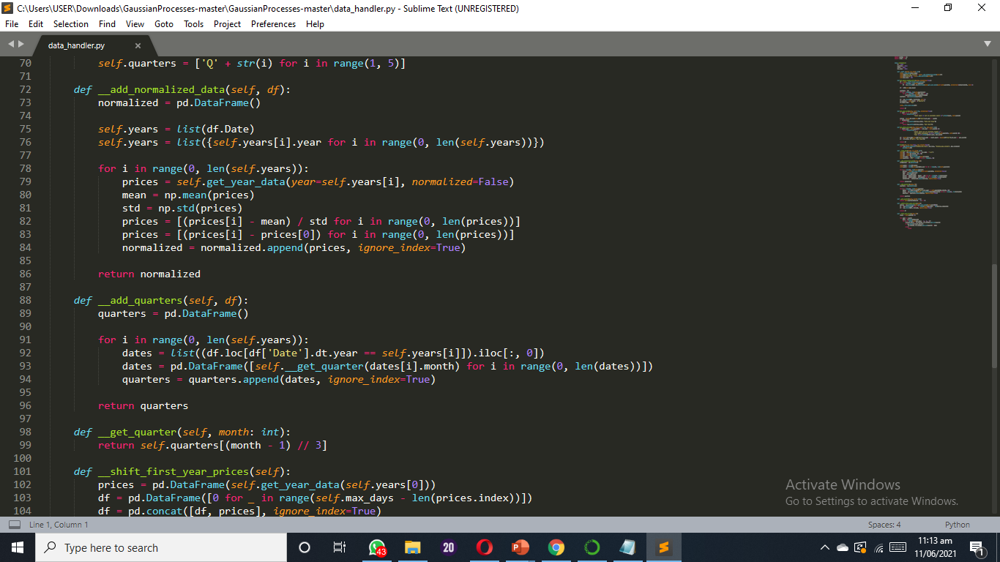 C:\Users\USER\Downloads\GaussianProcesses-master\GaussianProcesses-master\data_handler.py - Sublime Text (UNREGISTERED)
File Edit Selection Find View Goto Tools Project Preferences Help
data_handler.py
70 self.quarters = ['Q' + str(i) for i in range(1, 5)]
71
72 def __add_normalized_data(self, df):
73 normalized = pd.DataFrame()
74
75 self.years = list(df.Date)
76 self.years = list({self.years[i].year for i in range(0, len(self.years))})
77
78 for i in range(0, len(self.years)):
79 prices = self.get_year_data(year=self.years[i], normalized=False)
80 mean = np.mean(prices)
81 std = np.std(prices)
82 prices = [(prices[i] - mean) / std for i in range(0, len(prices))]
83 prices = [(prices[i] - prices[0]) for i in range(0, len(prices))]
84 normalized = normalized.append(prices, ignore_index=True)
85
86 return normalized
87
88 def __add_quarters(self, df):
89 quarters = pd.DataFrame()
90
91 for i in range(0, len(self.years)):
92 dates = list((df.loc[df['Date'].dt.year == self.years[i]]).iloc[:, 0])
93 dates = pd.DataFrame([self.__get_quarter(dates[i].month) for i in range(0, len(dates))])
94 quarters = quarters.append(dates, ignore_index=True)
95
96 return quarters
97
98 def __get_quarter(self, month: int):
99 return self.quarters[(month - 1) // 3]
100
101 def __shift_first_year_prices(self):
102 prices = pd.DataFrame(self.get_year_data(self.years[0]))
103 df = pd.DataFrame([0 for _ in range(self.max_days - len(prices.index))])
104 df = pd.concat([df, prices], ignore_index=True)
Activate Windows
Go to Settings to activate Windows.
Line 1, Column 1 Spaces: 4 Python
Type here to search
43
20
11:13 am
11/06/2021
1